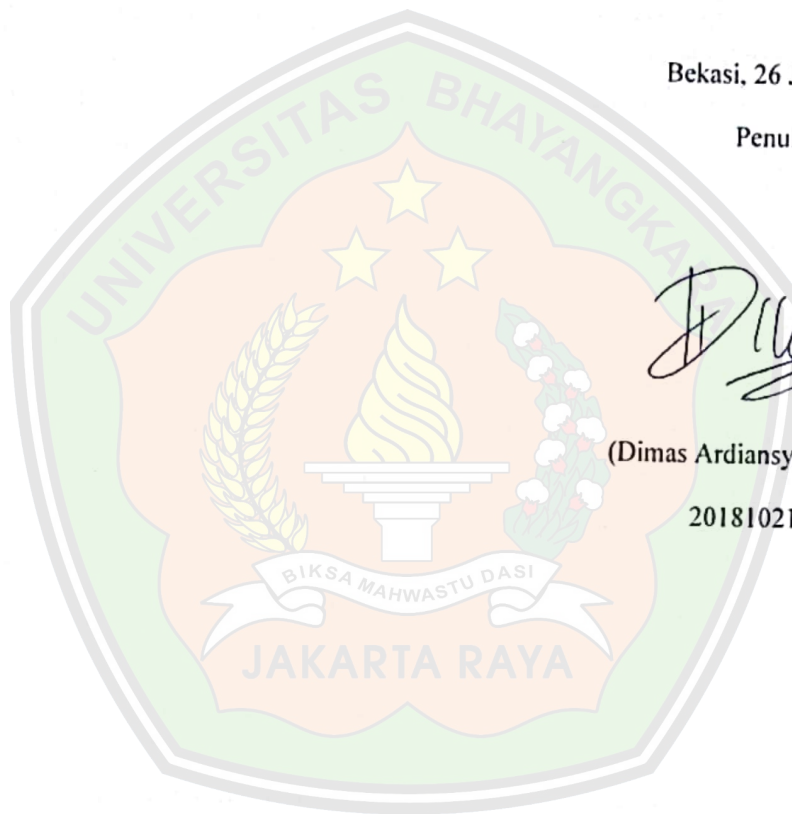 Bekasi, 26
Penu
(Dimas Ardiansy
20181021
UNIVERSITAS BHAYANGKARA
BIKSA MAHWASTU DASI
JAKARTA RAYA